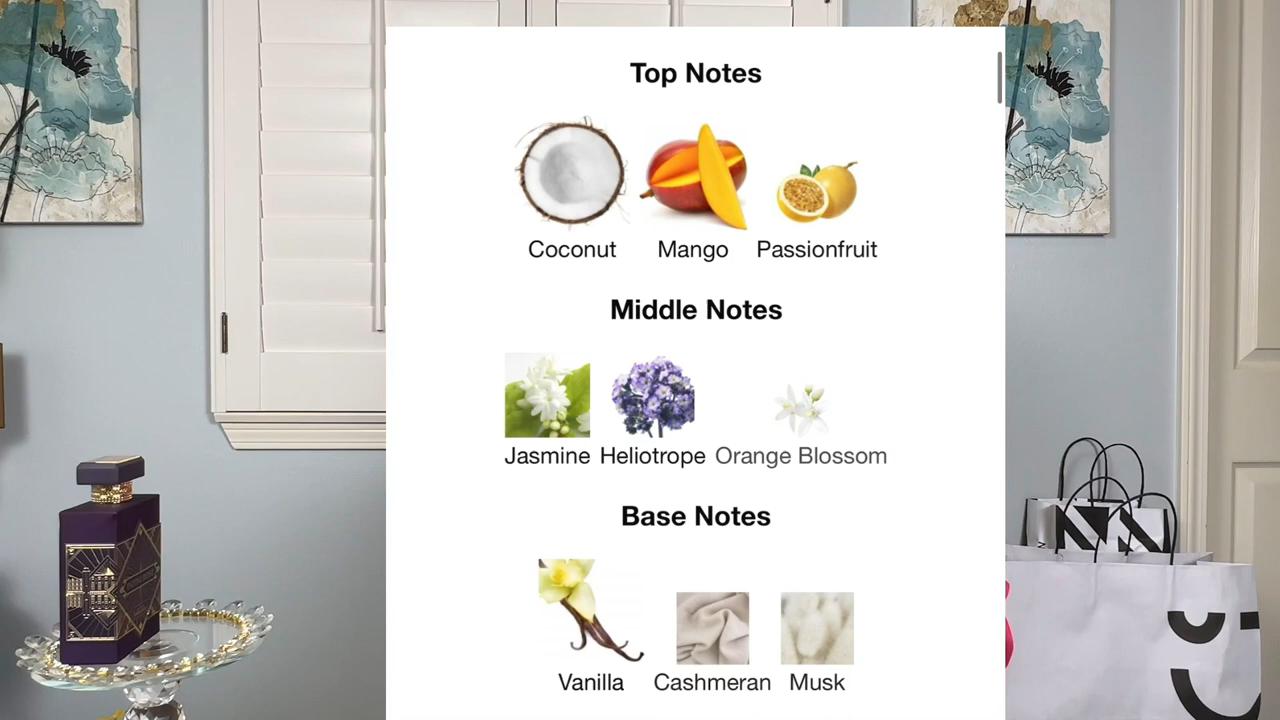 Top Notes
Coconut Mango Passionfruit
Middle Notes
Jasmine Heliotrope Orange Blossom
Base Notes
Vanilla Cashmeran Musk